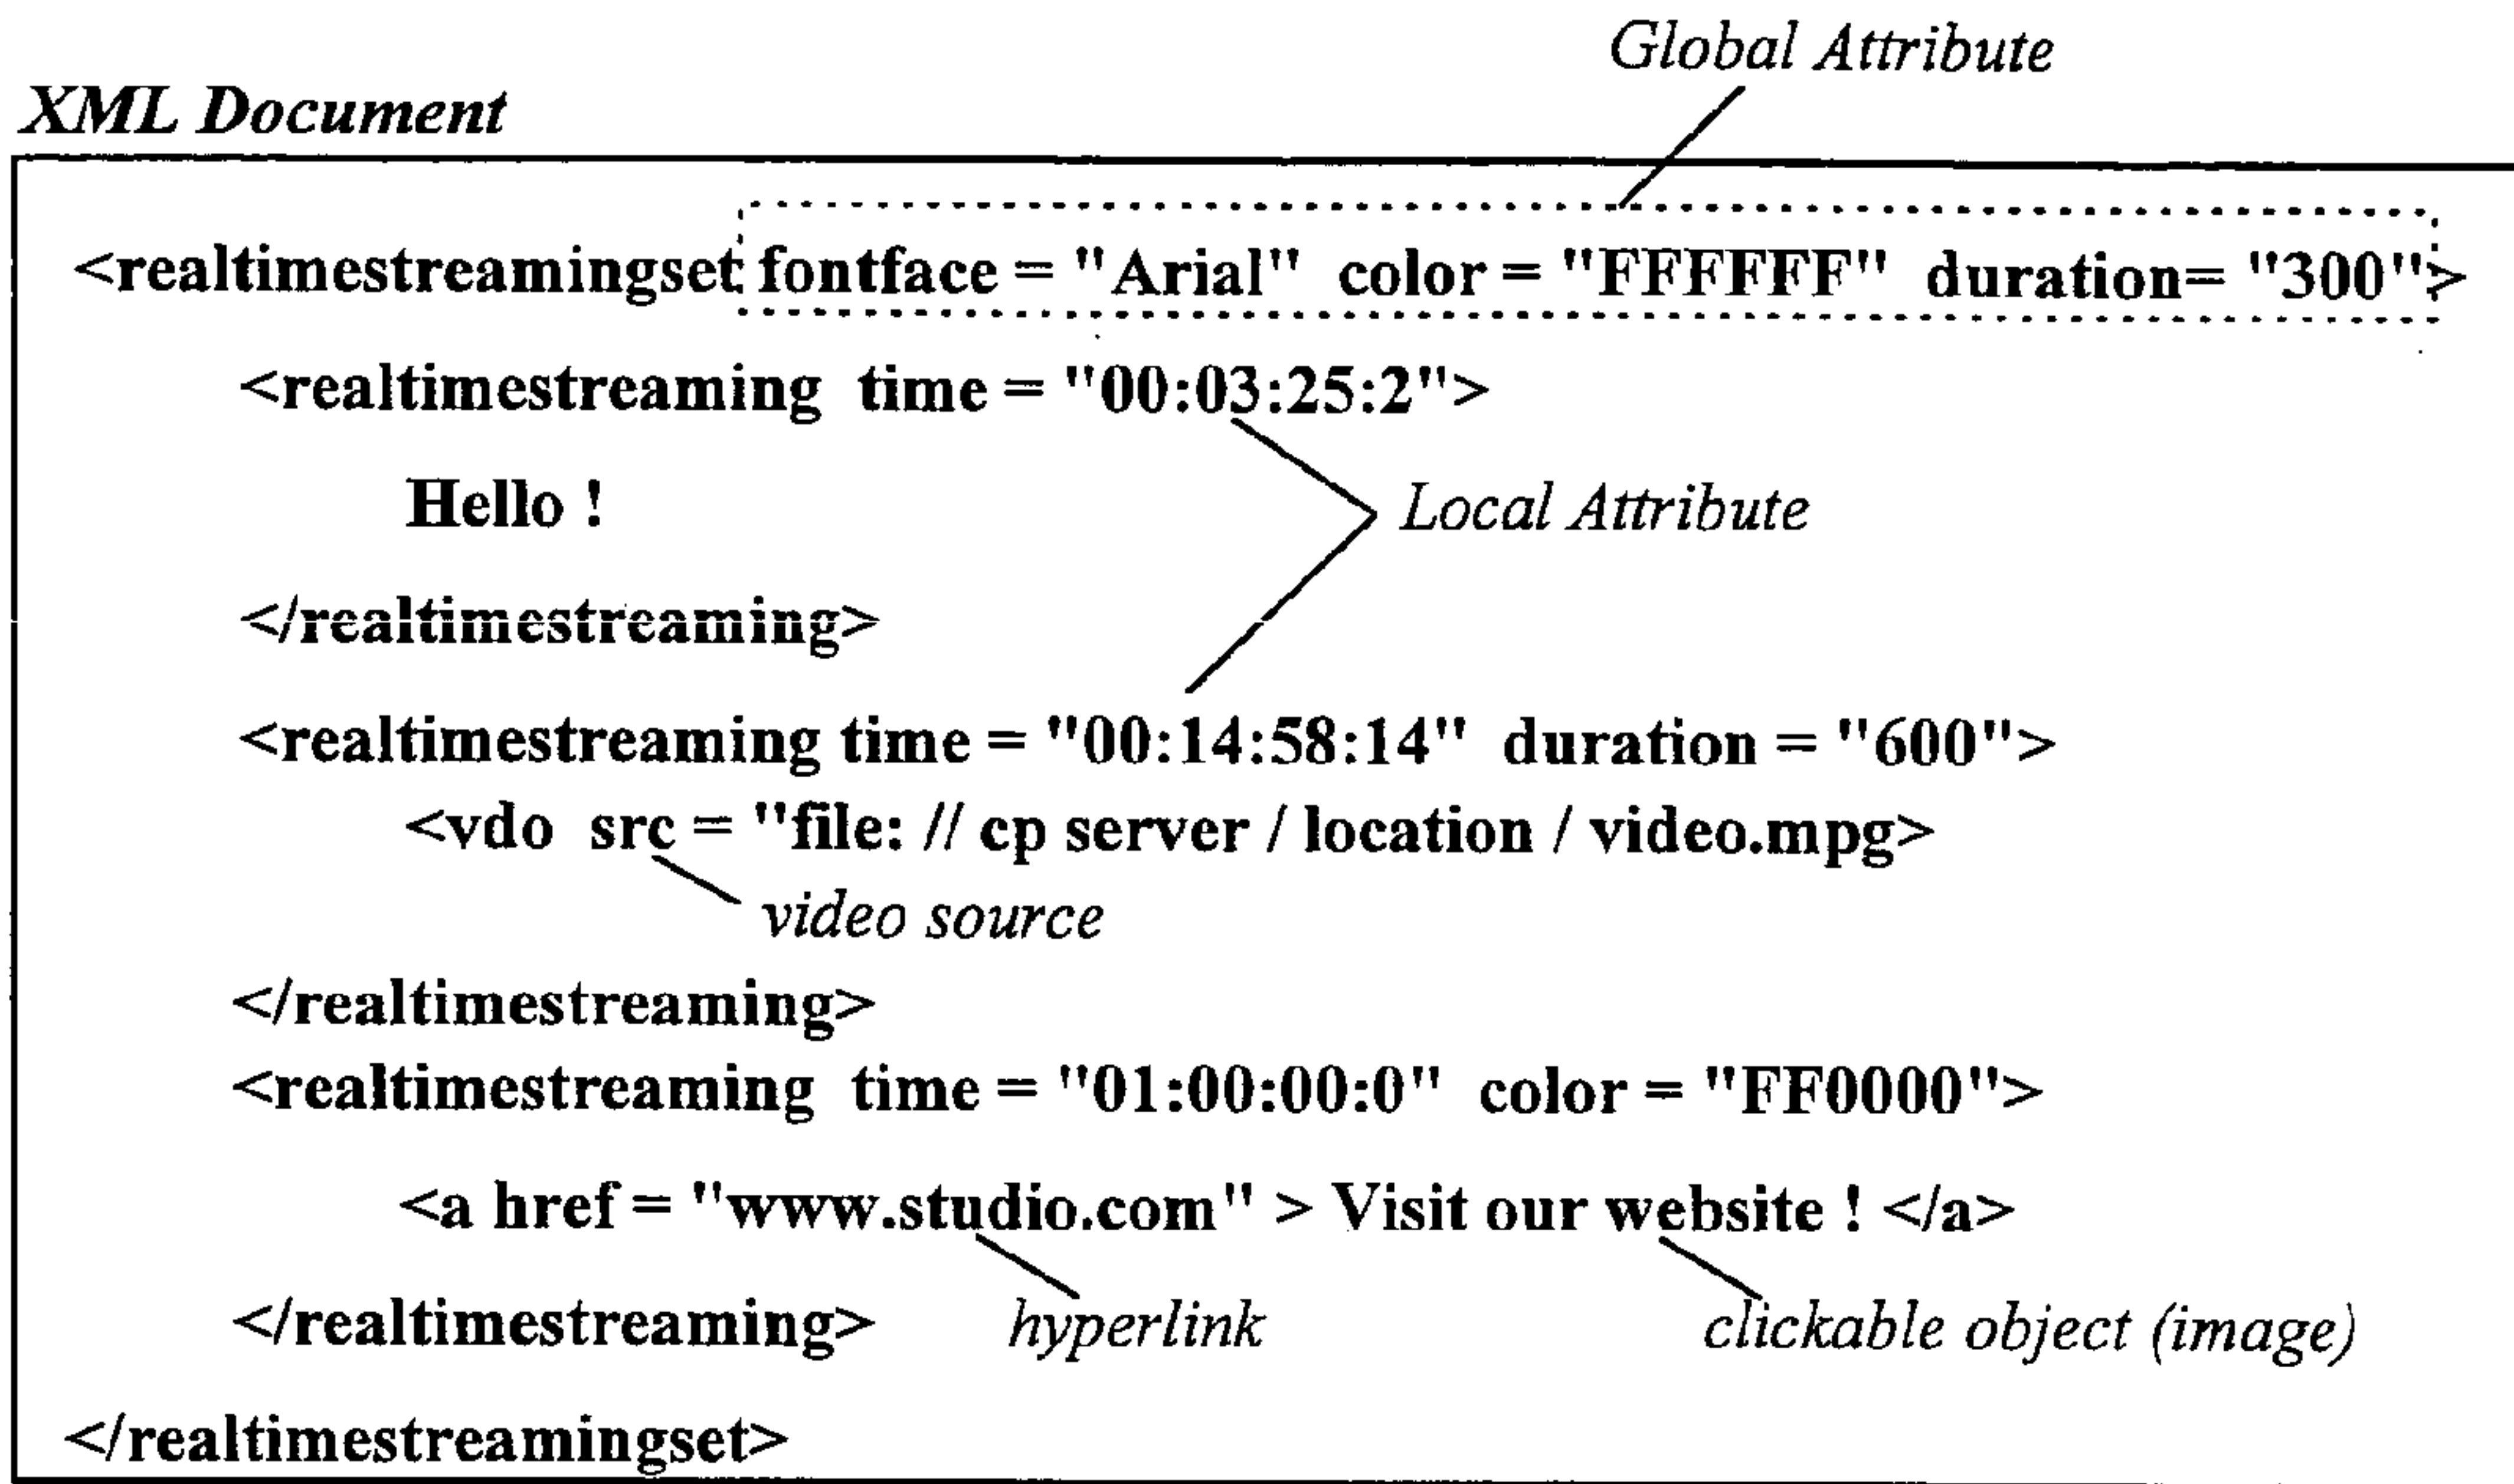 Global Attribute
XML Document
<realtimestreamingset fontface = "Arial" color = "FFFFFF" duration= "300">
<realtimestreaming time = "00:03:25:2">
Hello !
Local Attribute
</realtimestreaming>
<realtimestreaming time = "00:14:58:14" duration = "600">
<vdo src = "file: // cp server / location / video.mpg>
video source
</realtimestreaming>
<realtimestreaming time = "01:00:00:0" color = "FF0000">
<a href = "www.studio.com" > Visit our website ! </a>
</realtimestreaming> hyperlink clickable object (image)
</realtimestreamingset>